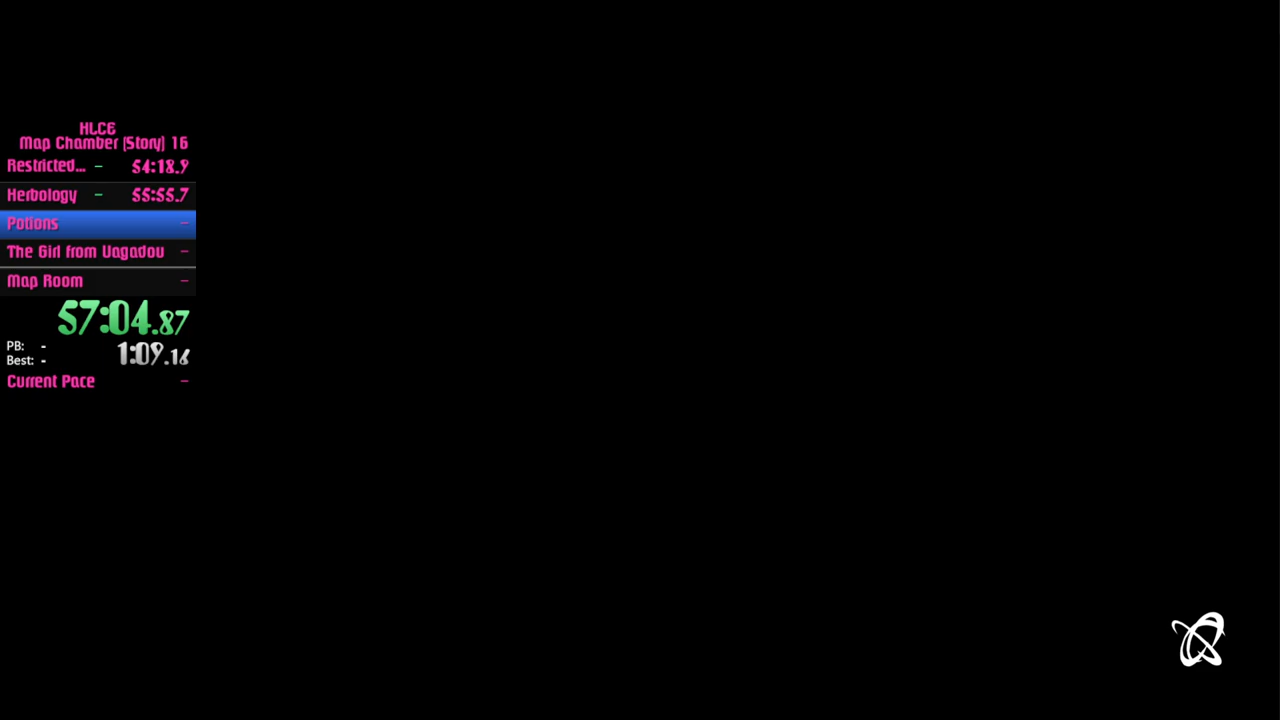 HLCE
Map Chamber (Story) 16
Restricted... - 54:18.9
Herbology - 55:55.7
Potions -
The Girl from Uagadou -
Map Room -
57:04.87
PB: -
1:09.16
Best: -
Current Pace -